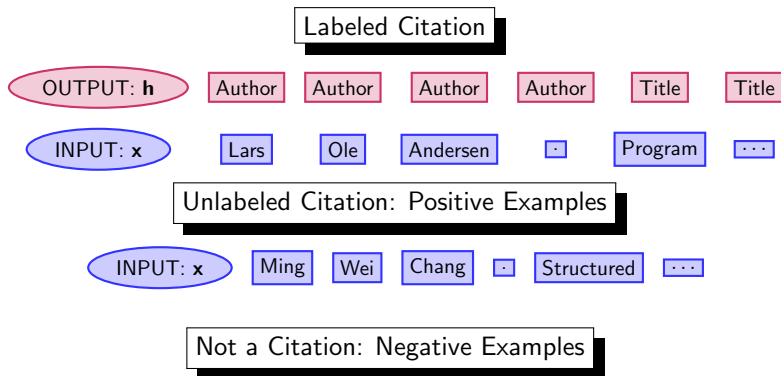 Labeled Citation
OUTPUT: h Author Author Author Author Title Title
INPUT: x Lars Ole Andersen . Program ...
Unlabeled Citation: Positive Examples
INPUT: x Ming Wei Chang . Structured ...
Not a Citation: Negative Examples